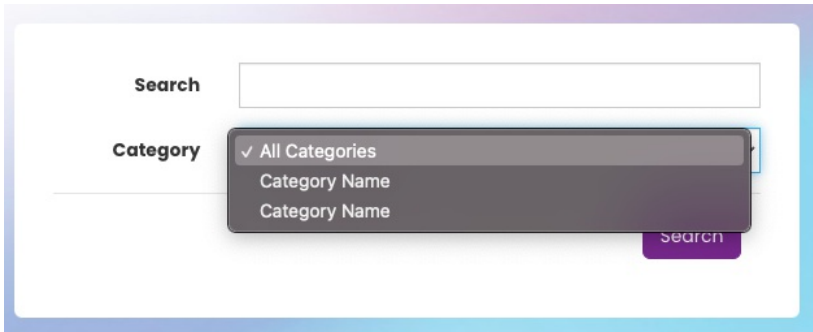 Search
Category
✓ All Categories
Category Name
Category Name
Search